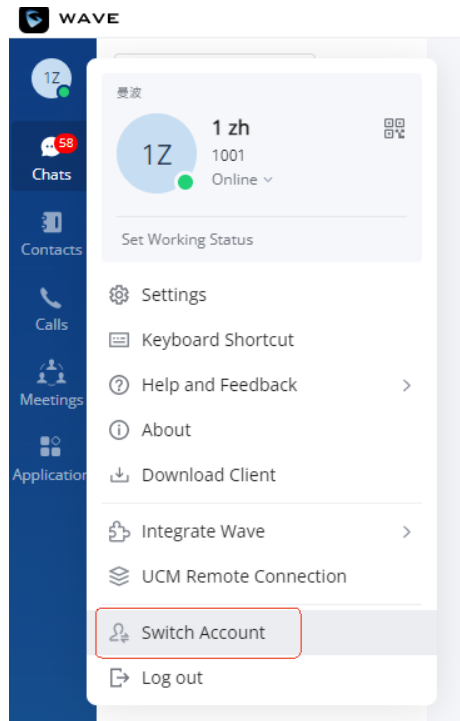 WAVE
1Z
曼波
1 zh
1Z
1001
Online
Set Working Status
58
Chats
Contacts
Calls
Meetings
Application
Settings
Keyboard Shortcut
Help and Feedback
About
Download Client
Integrate Wave
UCM Remote Connection
Switch Account
Log out